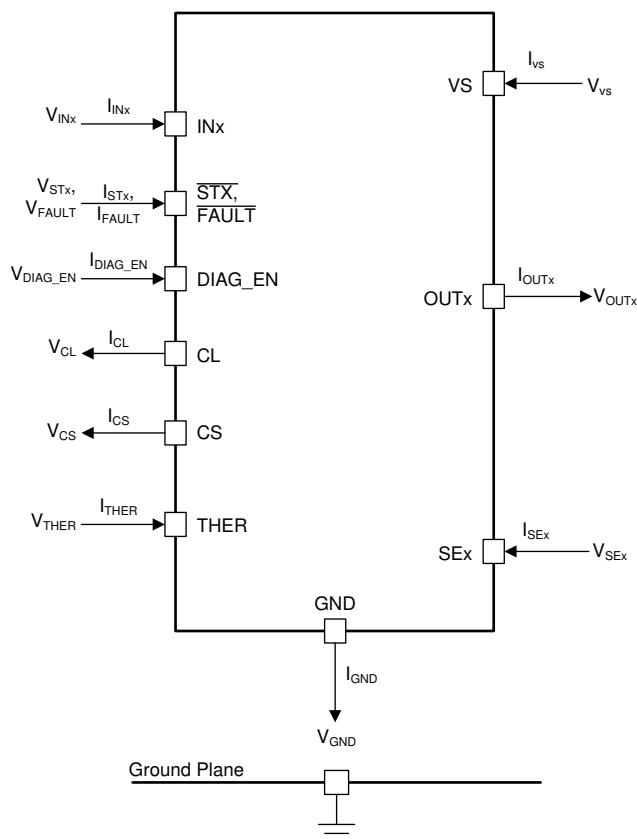 I_vs
VS
V_vs
V_INx
I_INx
INx
V_STx,
V_FAULT
I_STx,
I_FAULT
STX,
FAULT
V_DIAG_EN
I_DIAG_EN
DIAG_EN
OUTx
I_OUTx
V_OUTx
V_CL
I_CL
CL
V_CS
I_CS
CS
V_THER
I_THER
THER
SEx
I_SEx
V_SEx
GND
I_GND
V_GND
Ground Plane